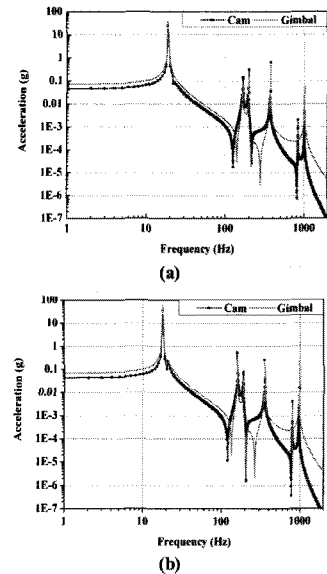 Cam Gimbal
100
10
1
0.1
0.01
1E-3
1E-4
1E-5
1E-6
1E-7
Acceleration (g)
1 10 100 1000
Frequency (Hz)
(a)
Cam Gimbal
100
10
1
0.1
0.01
1E-3
1E-4
1E-5
1E-6
1E-7
Acceleration (g)
1 10 100 1000
Frequency (Hz)
(b)